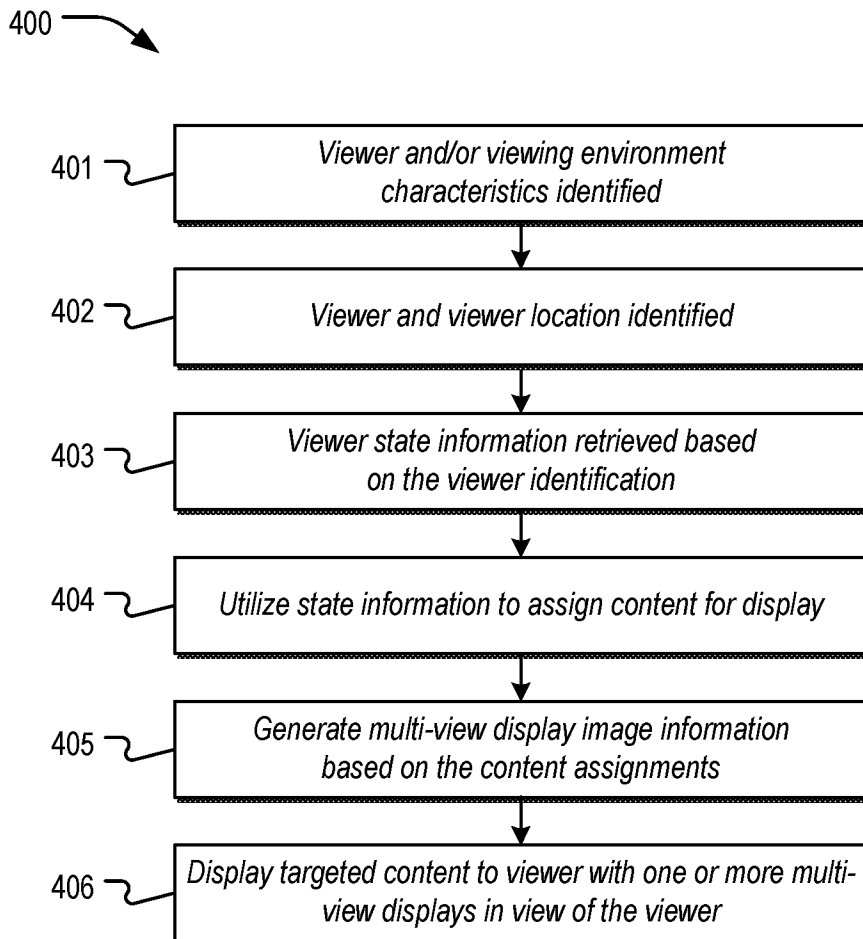 400
401
Viewer and/or viewing environment
characteristics identified
402
Viewer and viewer location identified
403
Viewer state information retrieved based
on the viewer identification
404
Utilize state information to assign content for display
405
Generate multi-view display image information
based on the content assignments
406
Display targeted content to viewer with one or more multi-
view displays in view of the viewer